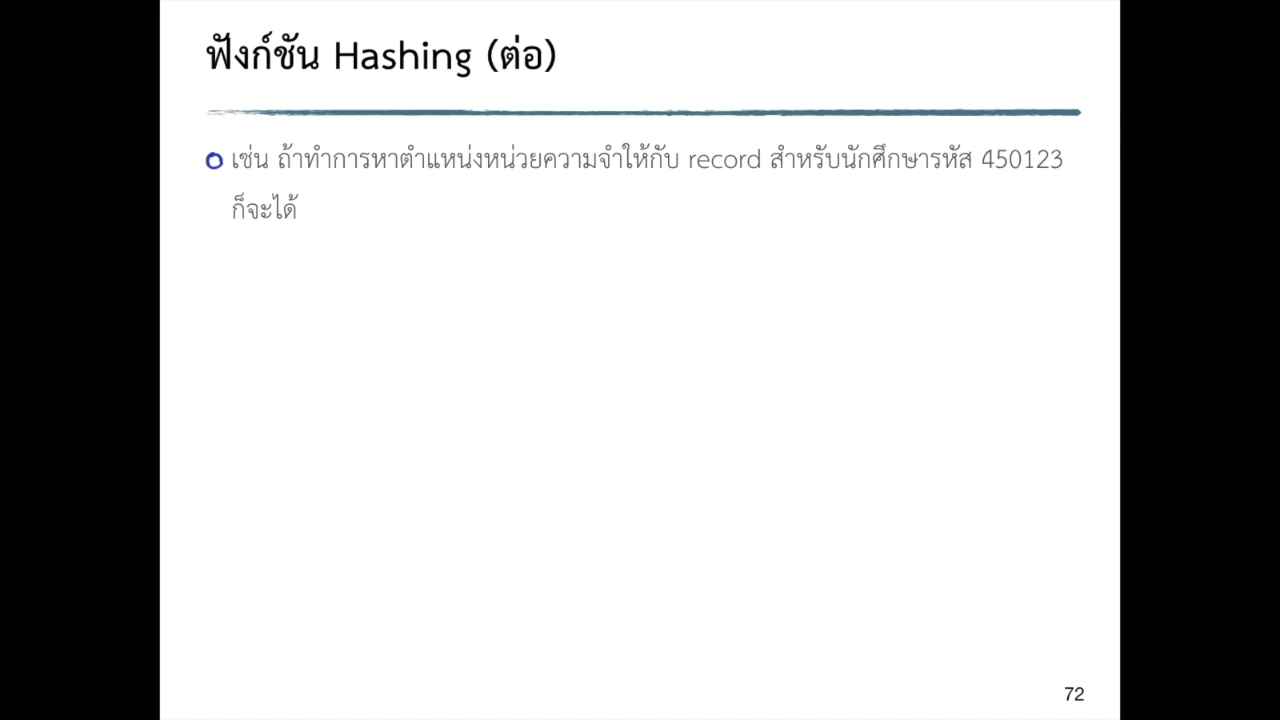 ฟังก์ชัน Hashing (ต่อ)
เช่น ถ้าทำการหาตำแหน่งหน่วยความจำให้กับ record สำหรับนักศึกษารหัส 450123
ก็จะได้
72